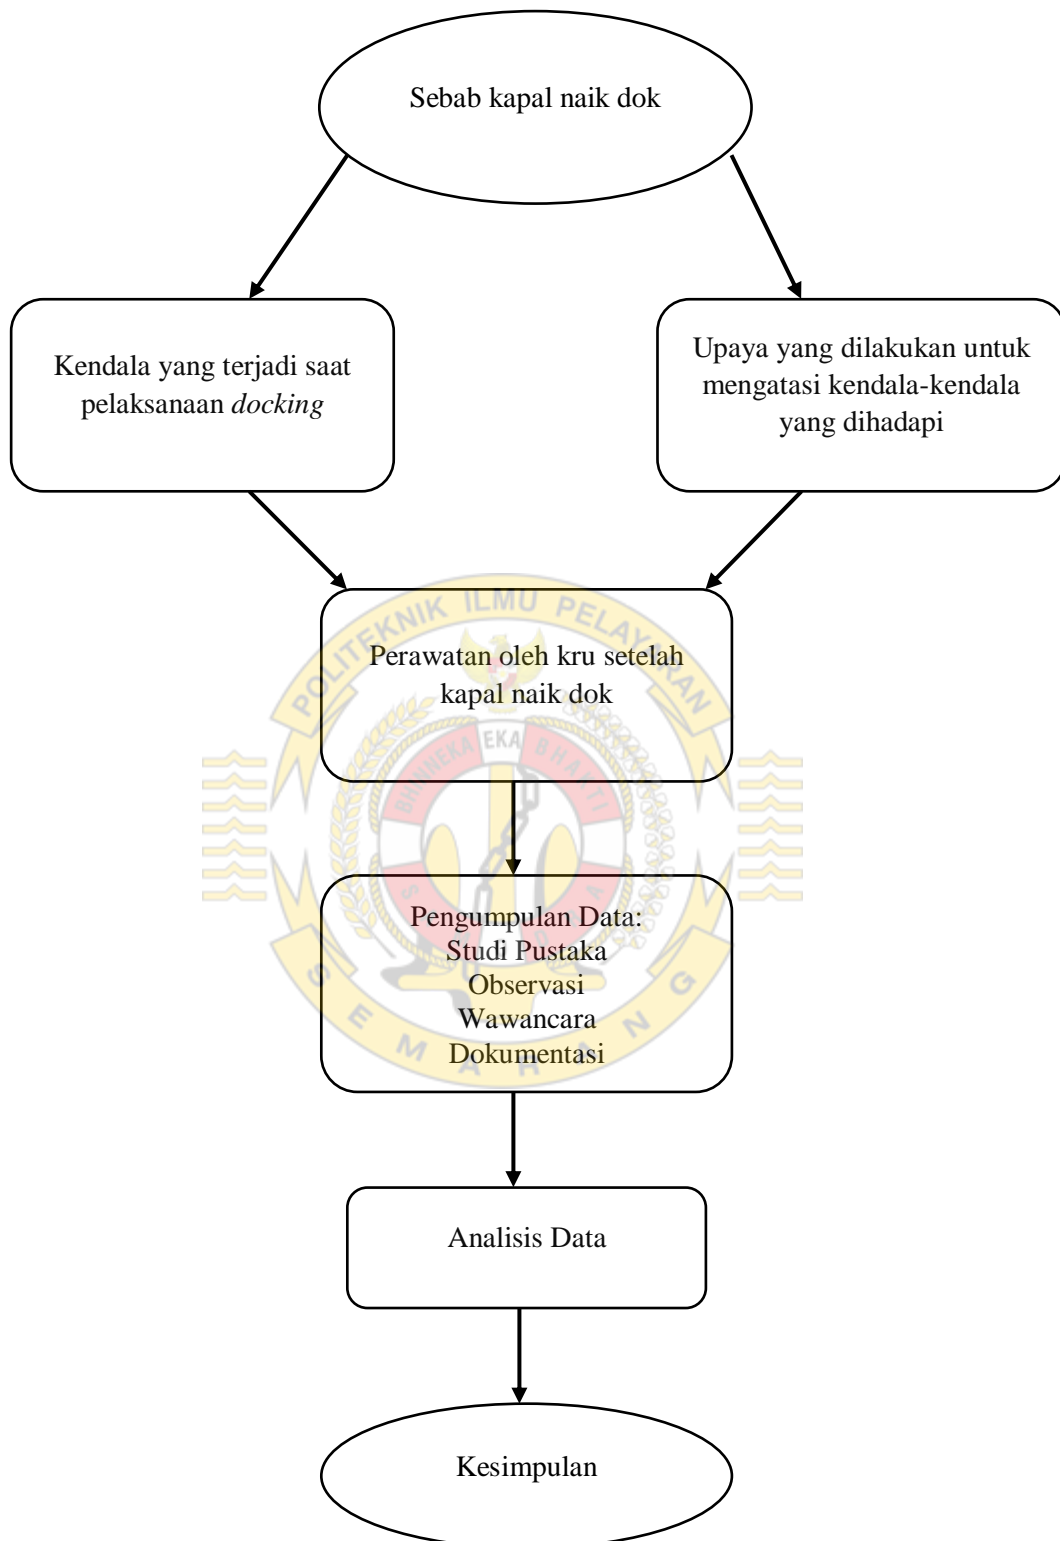 Sebab kapal naik dok
Kendala yang terjadi saat
pelaksanaan docking
Upaya yang dilakukan untuk
mengatasi kendala-kendala
yang dihadapi
POLITEKNIK ILMU PELAYARAN
Perawatan oleh kru setelah
kapal naik dok
BHINNEKA EKA BHAKTI
Pengumpulan Data:
Studi Pustaka
Observasi
Wawancara
Dokumentasi
SEMARANG
Analisis Data
Kesimpulan